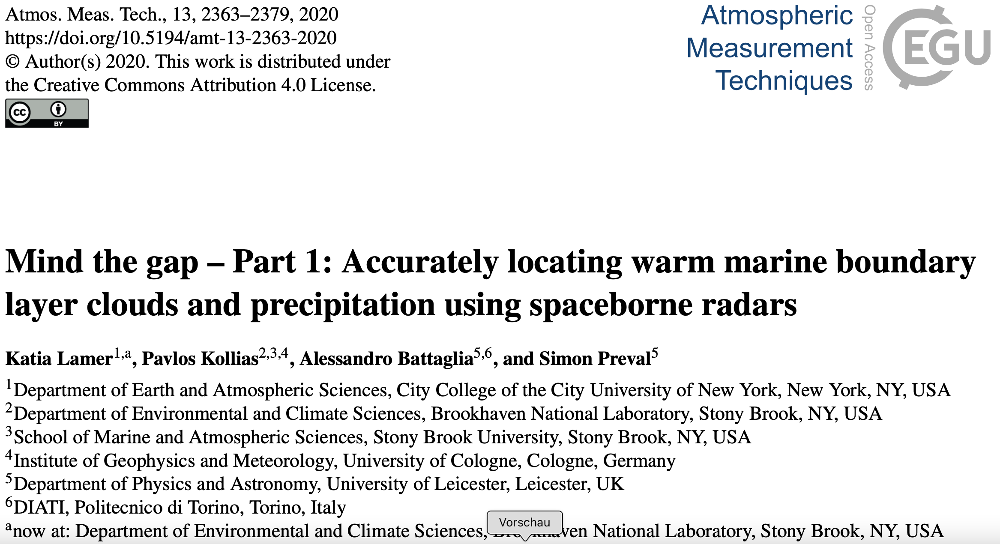 Atmos. Meas. Tech., 13, 2363–2379, 2020
https://doi.org/10.5194/amt-13-2363-2020
© Author(s) 2020. This work is distributed under
the Creative Commons Attribution 4.0 License.
cc
BY
Atmospheric
Measurement
Techniques
Open Access
EGU
Mind the gap – Part 1: Accurately locating warm marine boundary
layer clouds and precipitation using spaceborne radars
Katia Lamer1,a, Pavlos Kollias2,3,4, Alessandro Battaglia5,6, and Simon Preval5
1Department of Earth and Atmospheric Sciences, City College of the City University of New York, New York, NY, USA
2Department of Environmental and Climate Sciences, Brookhaven National Laboratory, Stony Brook, NY, USA
3School of Marine and Atmospheric Sciences, Stony Brook University, Stony Brook, NY, USA
4Institute of Geophysics and Meteorology, University of Cologne, Cologne, Germany
5Department of Physics and Astronomy, University of Leicester, Leicester, UK
6DIATI, Politecnico di Torino, Torino, Italy
Vorschau
anow at: Department of Environmental and Climate Sciences, National Laboratory, Stony Brook, NY, USA